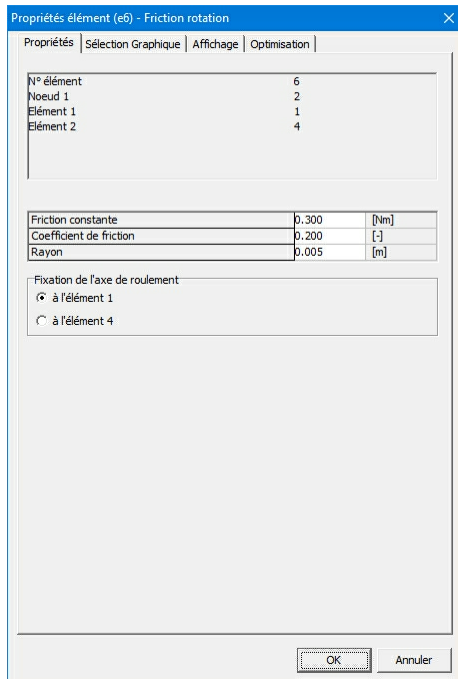 Propriétés élément (e6) - Friction rotation
Propriétés Sélection Graphique Affichage Optimisation
N° élément 6
Noeud 1 2
Elément 1 1
Elément 2 4
Friction constante 0.300 [Nm]
Coefficient de friction 0.200 [-]
Rayon 0.005 [m]
Fixation de l'axe de roulement
à l'élément 1
à l'élément 4
OK Annuler